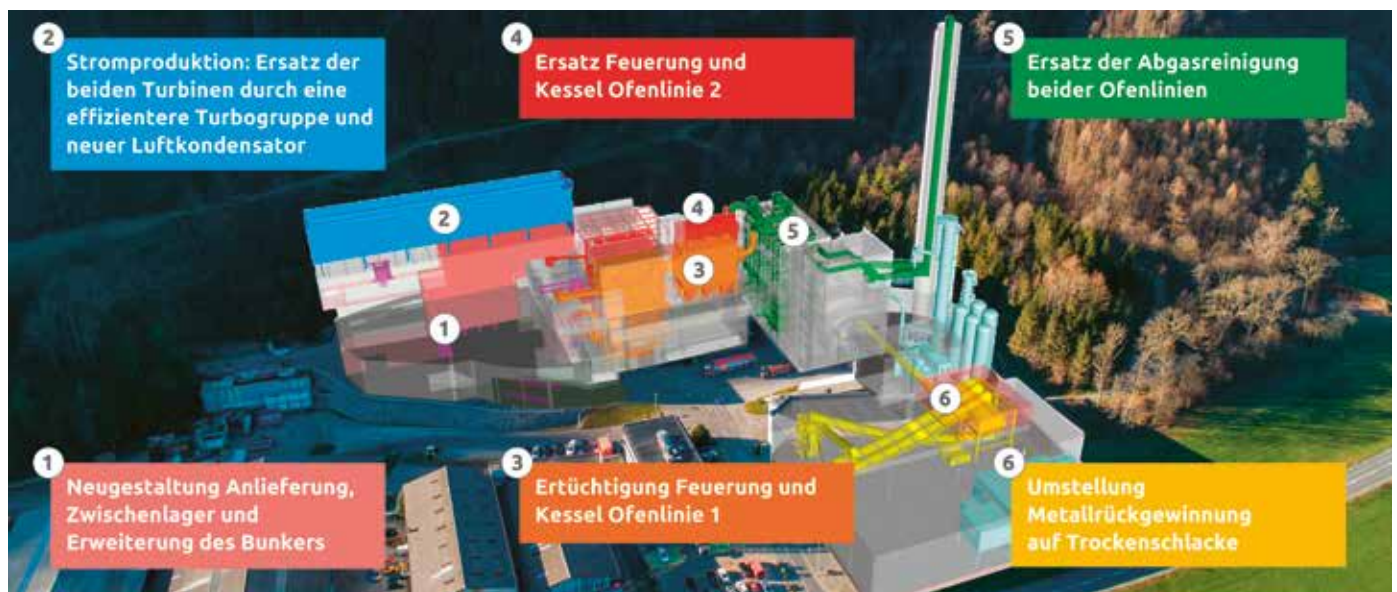 2
Stromproduktion: Ersatz der
beiden Turbinen durch eine
effizientere Turbogruppe und
neuer Luftkondensator
4
Ersatz Feuerung und
Kessel Ofenlinie 2
5
Ersatz der Abgasreinigung
beider Ofenlinien
2
4
5
3
1
6
1
Neugestaltung Anlieferung,
Zwischenlager und
Erweiterung des Bunkers
3
Ertüchtigung Feuerung und
Kessel Ofenlinie 1
6
Umstellung
Metallrückgewinnung
auf Trockenschlacke